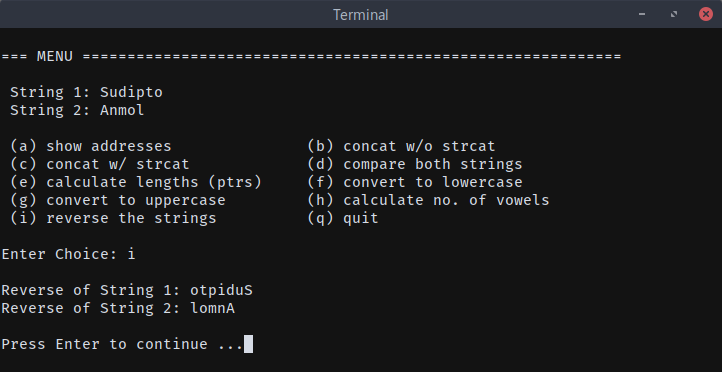 Terminal
=== MENU ============================================================
String 1: Sudipto
String 2: Anmol
(a) show addresses (b) concat w/o strcat
(c) concat w/ strcat (d) compare both strings
(e) calculate lengths (ptrs) (f) convert to lowercase
(g) convert to uppercase (h) calculate no. of vowels
(i) reverse the strings (q) quit
Enter Choice: i
Reverse of String 1: otpiduS
Reverse of String 2: lomnA
Press Enter to continue ...